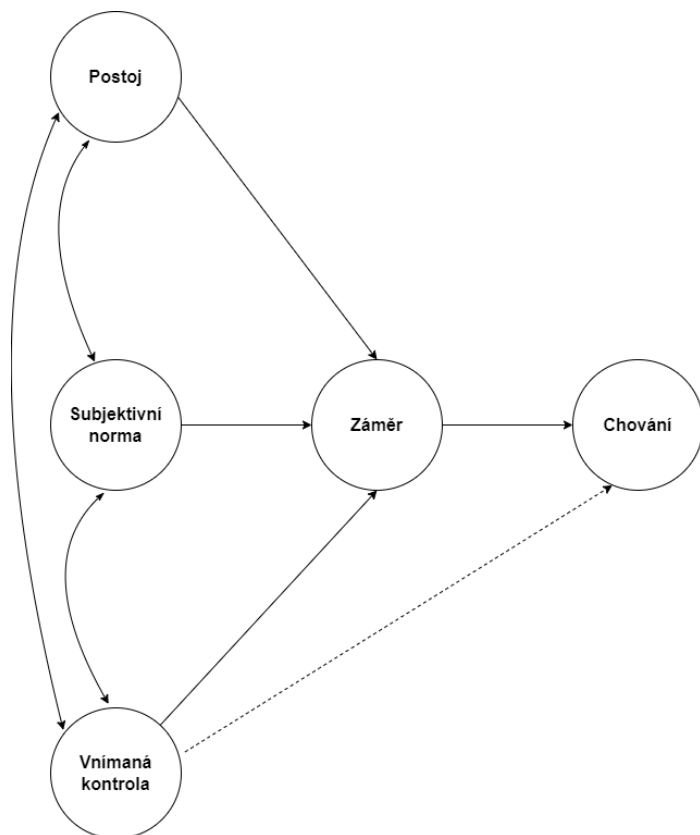 Postoj
Subjektivní
norma
Záměr
Chování
Vnímaná
kontrola